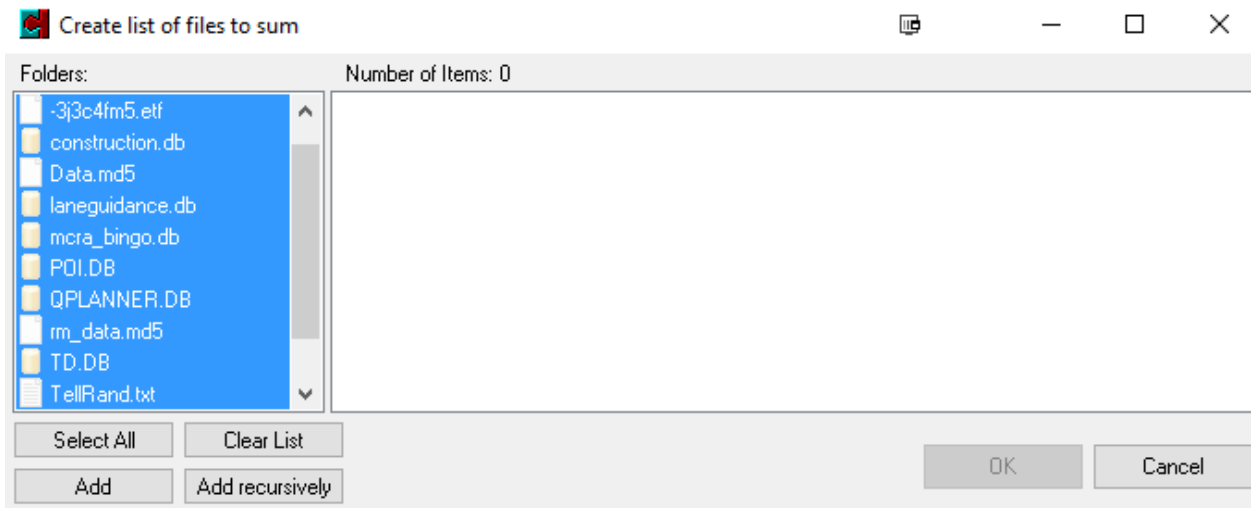 Create list of files to sum
Folders:
Number of Items: 0
-3j3c4fm5.etf
construction.db
Data.md5
laneguidance.db
mcra_bingo.db
POI.DB
QPLANNER.DB
rm_data.md5
TD.DB
TellRand.txt
Select All
Clear List
Add
Add recursively
OK
Cancel